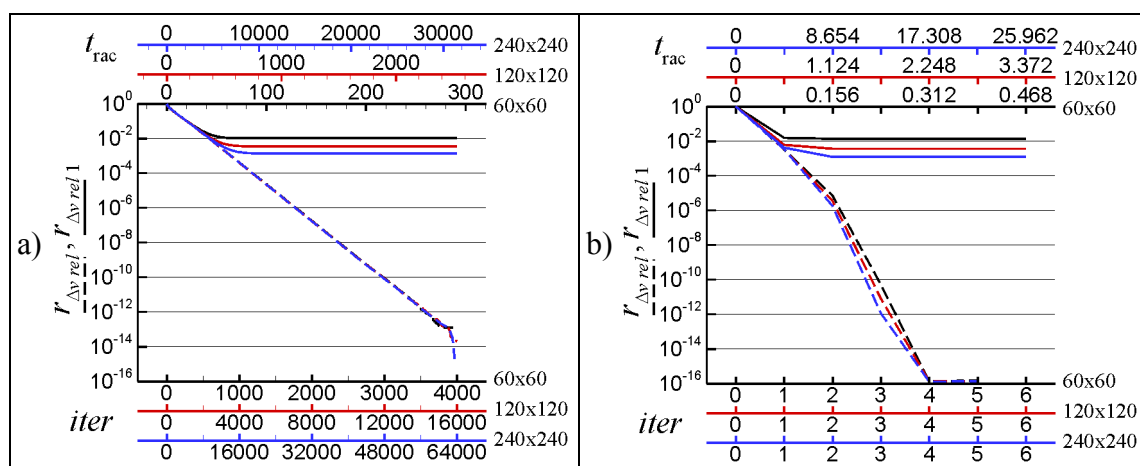 a)
t_rac
0 10000 20000 30000 240x240
0 1000 2000 120x120
0 100 200 300 60x60
10^0
10^-2
10^-4
10^-6
10^-8
10^-10
10^-12
10^-14
10^-16
r_Δv rel, r_Δv rel 1
60x60
0 1000 2000 3000 4000
120x120
iter
0 4000 8000 12000 16000
240x240
0 16000 32000 48000 64000
b)
t_rac
0 8.654 17.308 25.962
240x240
0 1.124 2.248 3.372
120x120
0 0.156 0.312 0.468
60x60
10^0
10^-2
10^-4
10^-6
10^-8
10^-10
10^-12
10^-14
10^-16
r_Δv rel, r_Δv rel 1
60x60
0 1 2 3 4 5 6
120x120
iter
0 1 2 3 4 5 6
240x240
0 1 2 3 4 5 6